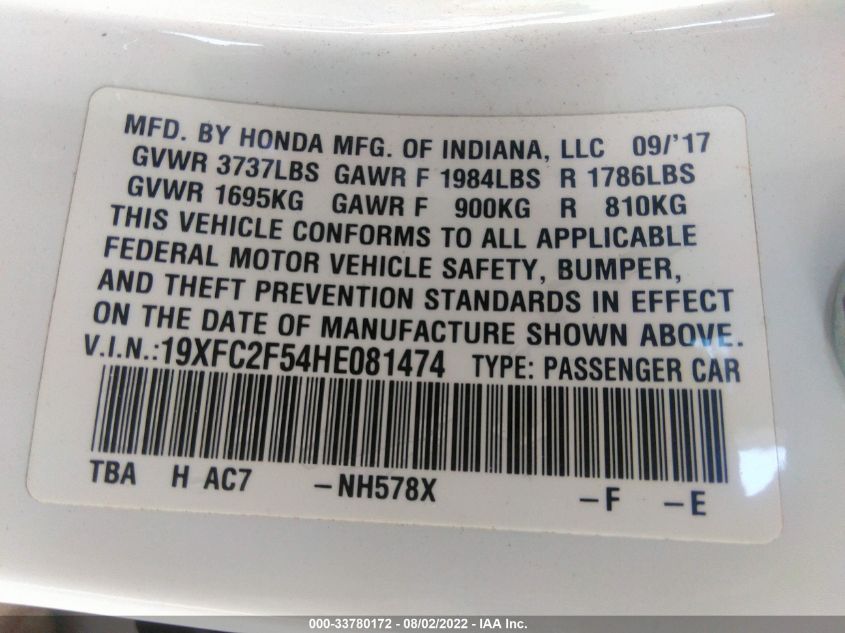 MFD. BY HONDA MFG. OF INDIANA, LLC 09/'17
GVWR 3737LBS GAWR F 1984LBS R 1786LBS
GVWR 1695KG GAWR F 900KG R 810KG
THIS VEHICLE CONFORMS TO ALL APPLICABLE
FEDERAL MOTOR VEHICLE SAFETY, BUMPER,
AND THEFT PREVENTION STANDARDS IN EFFECT
ON THE DATE OF MANUFACTURE SHOWN ABOVE.
V.I.N.:19XFC2F54HE081474 TYPE: PASSENGER CAR
TBA H AC7 -NH578X -F -E
000-33780172 - 08/02/2022 - IAA Inc.